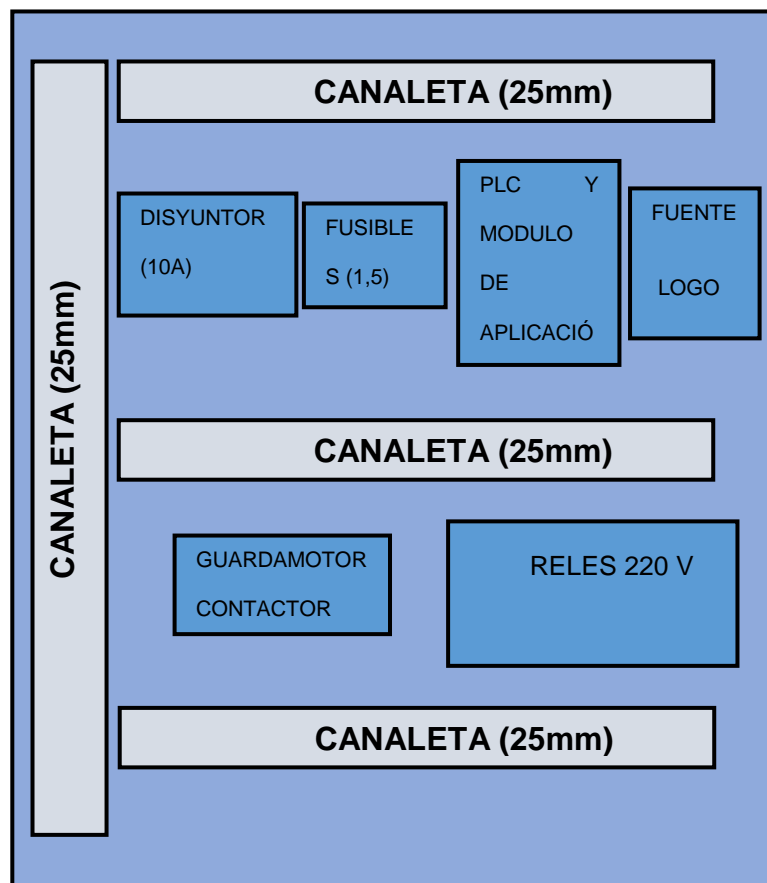 CANALETA (25mm)
CANALETA (25mm)
DISYUNTOR
(10A)
FUSIBLE
S (1,5)
PLC Y
MODULO
DE
APLICACIÓ
FUENTE
LOGO
CANALETA (25mm)
GUARDAMOTOR
CONTACTOR
RELES 220 V
CANALETA (25mm)